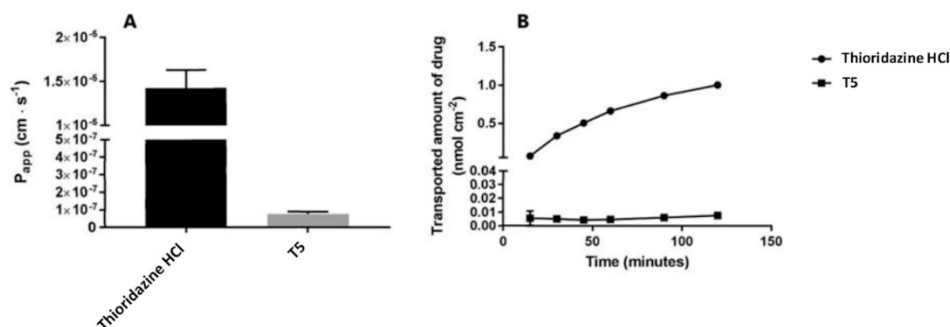 A
P_app (cm · s⁻¹)
2×10⁻⁵
1.5×10⁻⁵
1×10⁻⁵
5×10⁻⁷
4×10⁻⁷
3×10⁻⁷
2×10⁻⁷
1×10⁻⁷
0
Thioridazine HCl
T5
B
Transported amount of drug
(nmol cm⁻²)
1.5
1.0
0.5
0.04
0.03
0.02
0.01
0.00
0
50
100
150
Time (minutes)
Thioridazine HCl
T5